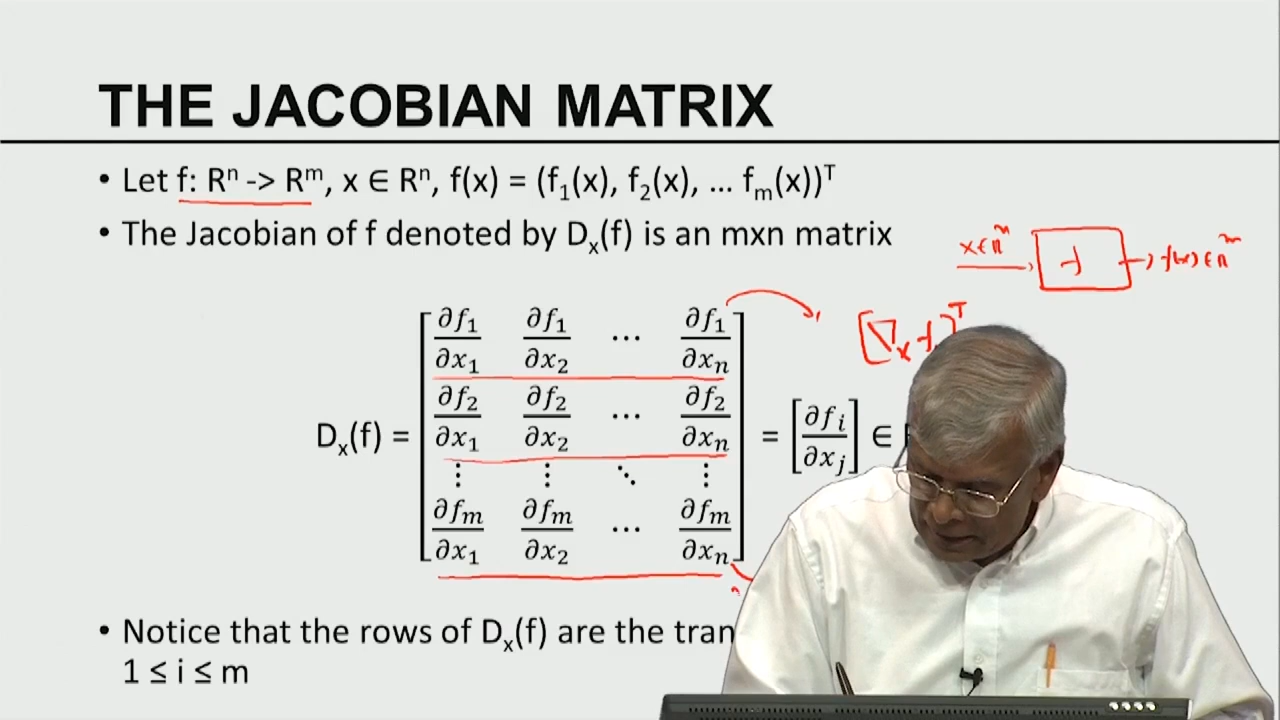 THE JACOBIAN MATRIX
• Let f: Rⁿ -> Rᵐ, x ∈ Rⁿ, f(x) = (f₁(x), f₂(x), … fₘ(x))ᵀ
• The Jacobian of f denoted by Dₓ(f) is an mxn matrix
x ∈ ℝⁿ → f → f(x) ∈ ℝᵐ
∂f₁/∂x₁ ∂f₁/∂x₂ ⋯ ∂f₁/∂xₙ [∇ₓf₁]ᵀ
∂f₂/∂x₁ ∂f₂/∂x₂ ⋯ ∂f₂/∂xₙ
Dₓ(f) = = [∂fᵢ/∂xⱼ] ∈
⋮ ⋮ ⋱ ⋮
∂fₘ/∂x₁ ∂fₘ/∂x₂ ⋯ ∂fₘ/∂xₙ
• Notice that the rows of Dₓ(f) are the
1 ≤ i ≤ m